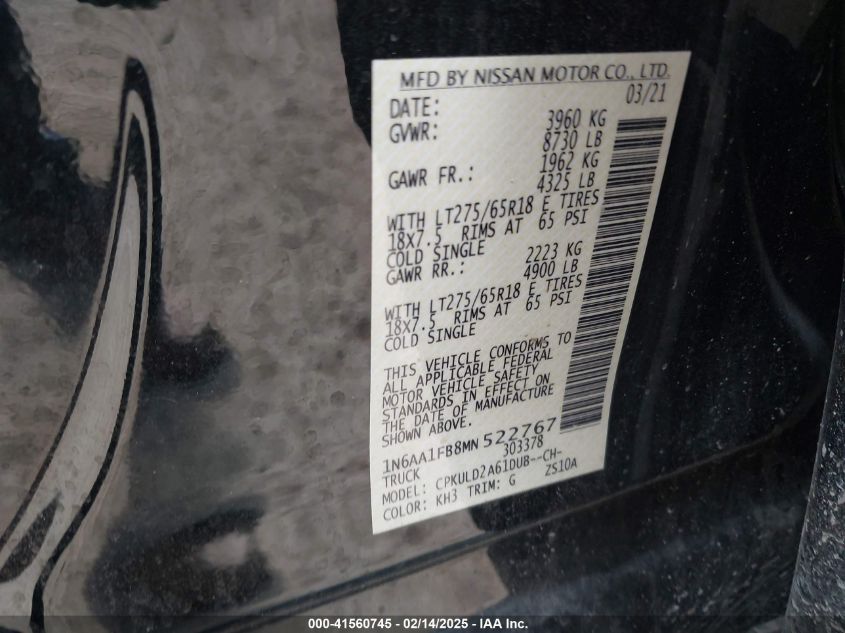 MFD BY NISSAN MOTOR CO., LTD.
DATE: 03/21
GVWR: 3960 KG
8730 LB
GAWR FR.: 1962 KG
4325 LB
WITH LT275/65R18 E TIRES
18X7.5 RIMS AT 65 PSI
COLD SINGLE
GAWR RR.: 2223 KG
4900 LB
WITH LT275/65R18 E TIRES
18X7.5 RIMS AT 65 PSI
COLD SINGLE
THIS VEHICLE CONFORMS TO
ALL APPLICABLE FEDERAL
MOTOR VEHICLE SAFETY
STANDARDS IN EFFECT ON
THE DATE OF MANUFACTURE
SHOWN ABOVE.
1N6AA1FB8MN 522767
TRUCK 303378
MODEL: CPKULD2A61DUB--CH-
COLOR: KH3 TRIM: G ZS10A
000-41560745 - 02/14/2025 - IAA Inc.